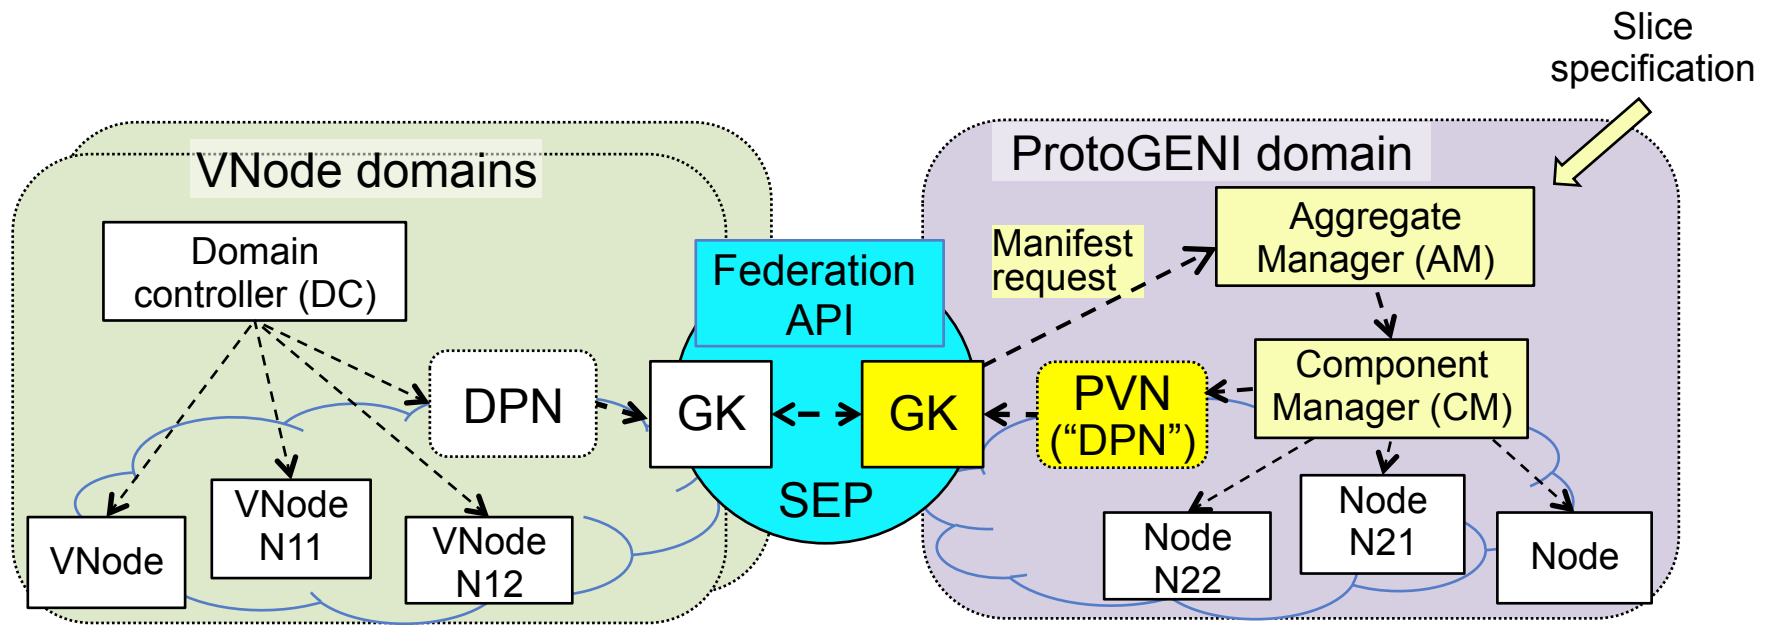 Slice
specification
VNode domains
ProtoGENI domain
Domain
controller (DC)
Federation
API
Manifest
request
Aggregate
Manager (AM)
DPN
GK
GK
PVN
(“DPN”)
Component
Manager (CM)
SEP
VNode
VNode
N11
VNode
N12
Node
N22
Node
N21
Node